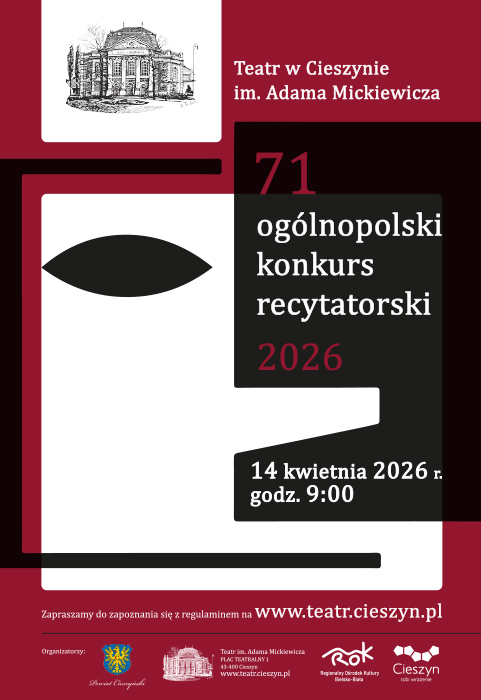 Teatr w Cieszynie
im. Adama Mickiewicza
71
ogólnopolski
konkurs
recytatorski
2026
14 kwietnia 2026 r.
godz. 9:00
Zapraszamy do zapoznania się z regulaminem na www.teatr.cieszyn.pl
Organizatorzy:
Powiat Cieszyński
Teatr im. Adama Mickiewicza
PLAC TEATRALNY 1
43-400 Cieszyn
www.teatr.cieszyn.pl
ROK
Regionalny Ośrodek Kultury
Bielsko-Biała
Cieszyn
robi wrażenie